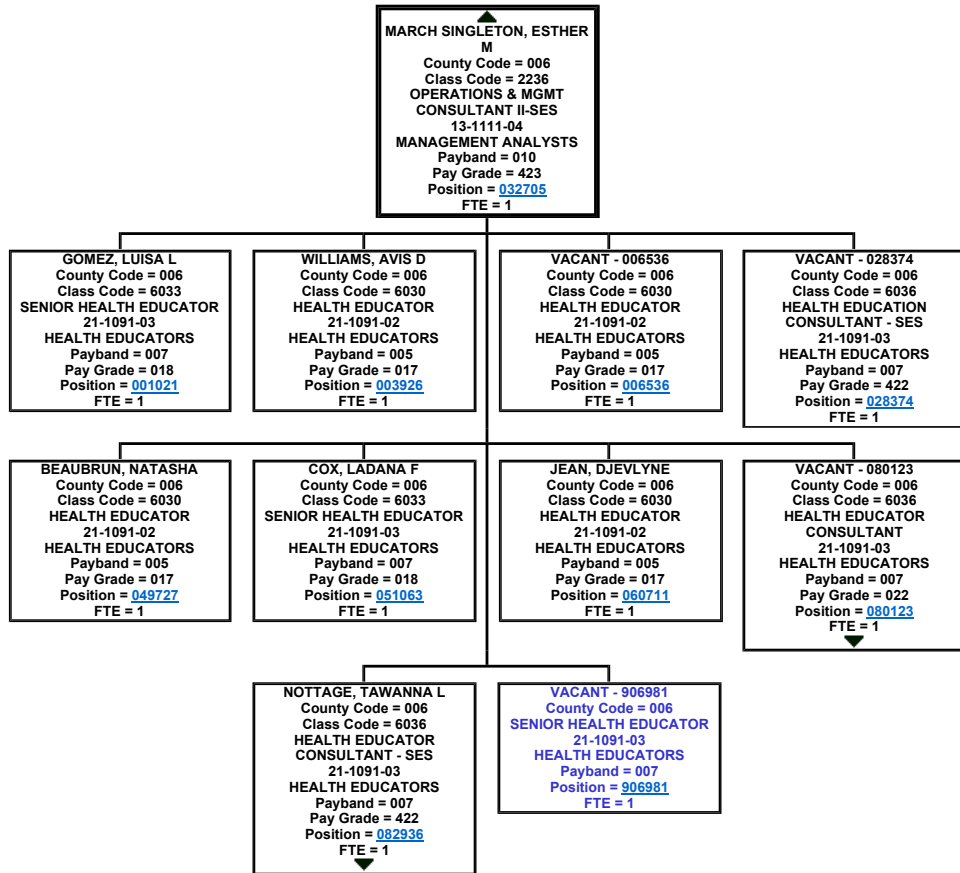 MARCH SINGLETON, ESTHER
M
County Code = 006
Class Code = 2236
OPERATIONS & MGMT
CONSULTANT II-SES
13-1111-04
MANAGEMENT ANALYSTS
Payband = 010
Pay Grade = 423
Position = 032705
FTE = 1
GOMEZ, LUISA L
County Code = 006
Class Code = 6033
SENIOR HEALTH EDUCATOR
21-1091-03
HEALTH EDUCATORS
Payband = 007
Pay Grade = 018
Position = 001021
FTE = 1
WILLIAMS, AVIS D
County Code = 006
Class Code = 6030
HEALTH EDUCATOR
21-1091-02
HEALTH EDUCATORS
Payband = 005
Pay Grade = 017
Position = 003926
FTE = 1
VACANT - 006536
County Code = 006
Class Code = 6030
HEALTH EDUCATOR
21-1091-02
HEALTH EDUCATORS
Payband = 005
Pay Grade = 017
Position = 006536
FTE = 1
VACANT - 028374
County Code = 006
Class Code = 6036
HEALTH EDUCATION
CONSULTANT - SES
21-1091-03
HEALTH EDUCATORS
Payband = 007
Pay Grade = 422
Position = 028374
FTE = 1
BEAUBRUN, NATASHA
County Code = 006
Class Code = 6030
HEALTH EDUCATOR
21-1091-02
HEALTH EDUCATORS
Payband = 005
Pay Grade = 017
Position = 049727
FTE = 1
COX, LADANA F
County Code = 006
Class Code = 6033
SENIOR HEALTH EDUCATOR
21-1091-03
HEALTH EDUCATORS
Payband = 007
Pay Grade = 018
Position = 051063
FTE = 1
JEAN, DJEVLYNE
County Code = 006
Class Code = 6030
HEALTH EDUCATOR
21-1091-02
HEALTH EDUCATORS
Payband = 005
Pay Grade = 017
Position = 060711
FTE = 1
VACANT - 080123
County Code = 006
Class Code = 6036
HEALTH EDUCATOR
CONSULTANT
21-1091-03
HEALTH EDUCATORS
Payband = 007
Pay Grade = 022
Position = 080123
FTE = 1
NOTTAGE, TAWANNA L
County Code = 006
Class Code = 6036
HEALTH EDUCATOR
CONSULTANT - SES
21-1091-03
HEALTH EDUCATORS
Payband = 007
Pay Grade = 422
Position = 082936
FTE = 1
VACANT - 906981
County Code = 006
SENIOR HEALTH EDUCATOR
21-1091-03
HEALTH EDUCATORS
Payband = 007
Position = 906981
FTE = 1